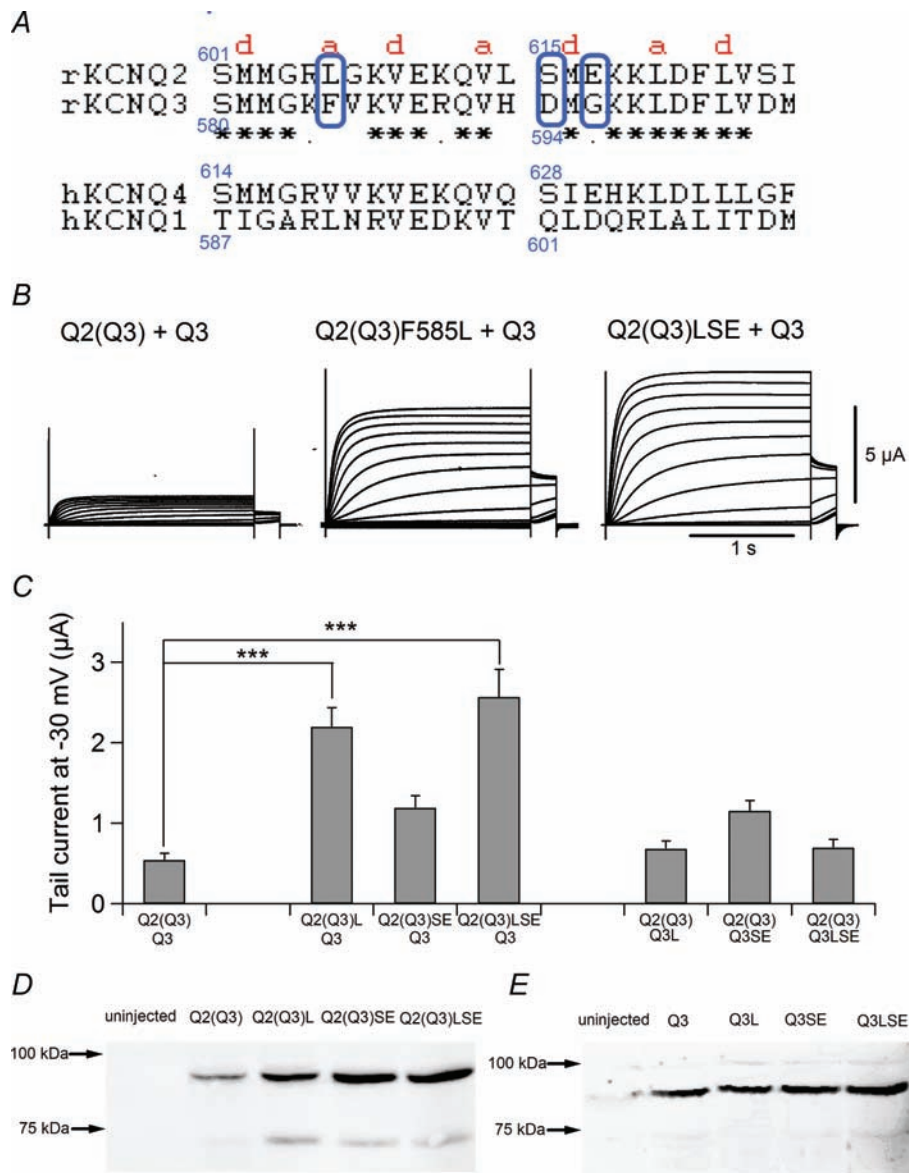 A
d a d a d a d
601 615
rKCNQ2 SMMGRLGKVEKQVL SMEKKLDFLVSI
rKCNQ3 SMMGKFVKVERQVH DMGKKLDFLVDM
580 **** . *** ** . 594 * *******
614 628
hKCNQ4 SMMGRVVKVEKQVQ SIEHKLDLLLGF
hKCNQ1 TIGARLNRVEDKVT QLDQRLALITDM
587 601
B
Q2(Q3) + Q3 Q2(Q3)F585L + Q3 Q2(Q3)LSE + Q3
5 µA
1 s
C
Tail current at -30 mV (µA)
3
2
1
0
*** ***
Q2(Q3) Q2(Q3)L Q2(Q3)SE Q2(Q3)LSE Q2(Q3) Q2(Q3) Q2(Q3)
Q3 Q3 Q3 Q3 Q3L Q3SE Q3LSE
D
uninjected Q2(Q3) Q2(Q3)L Q2(Q3)SE Q2(Q3)LSE
100 kDa
75 kDa
E
uninjected Q3 Q3L Q3SE Q3LSE
100 kDa
75 kDa